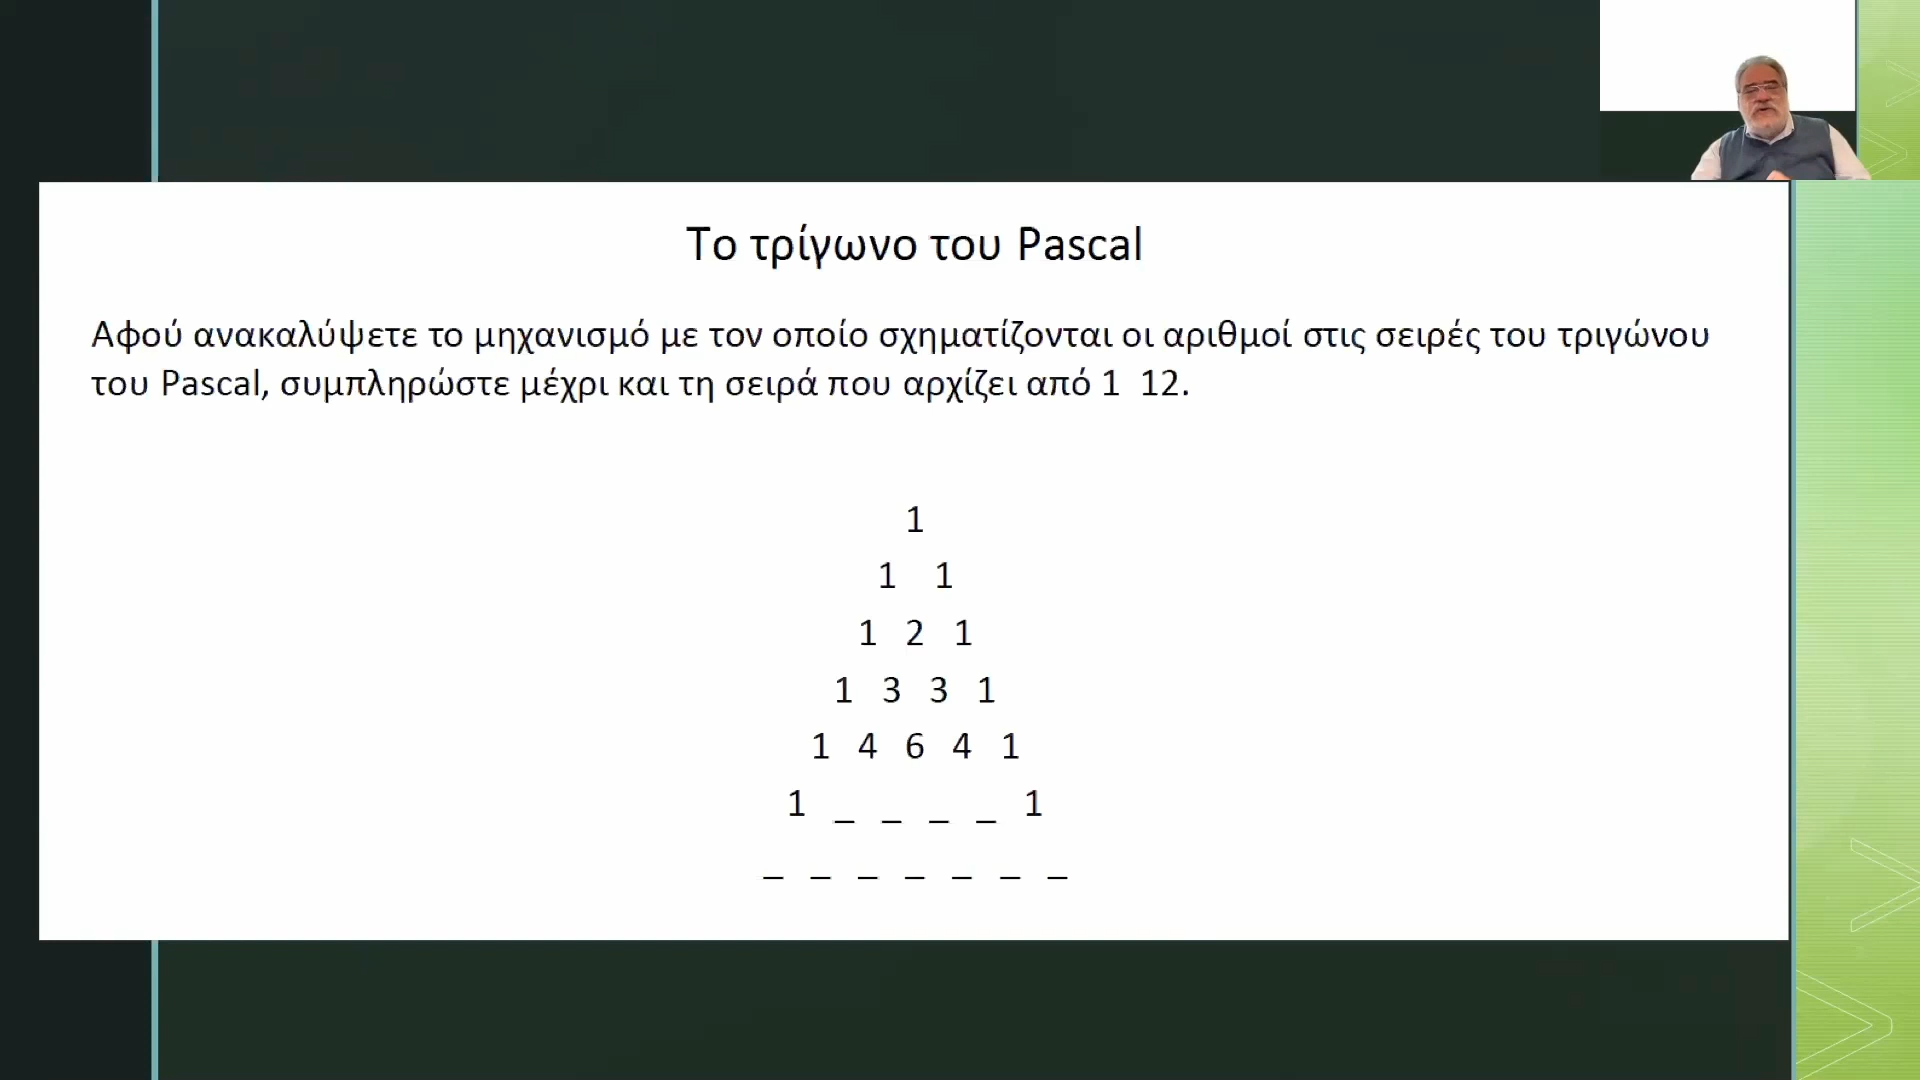 Το τρίγωνο του Pascal
Αφού ανακαλύψετε το μηχανισμό με τον οποίο σχηματίζονται οι αριθμοί στις σειρές του τριγώνου
του Pascal, συμπληρώστε μέχρι και τη σειρά που αρχίζει από 1 12.
1
1 1
1 2 1
1 3 3 1
1 4 6 4 1
1 _ _ _ _ 1
_ _ _ _ _ _ _